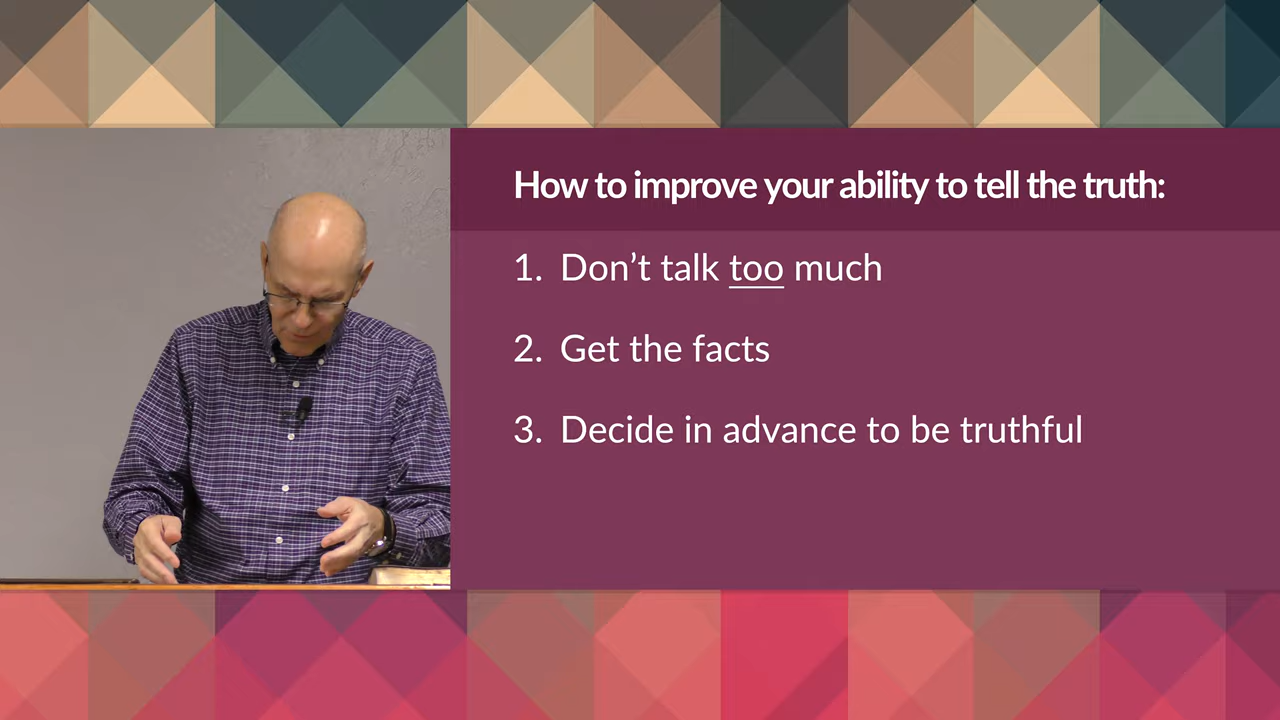 How to improve your ability to tell the truth:
1. Don’t talk too much
2. Get the facts
3. Decide in advance to be truthful